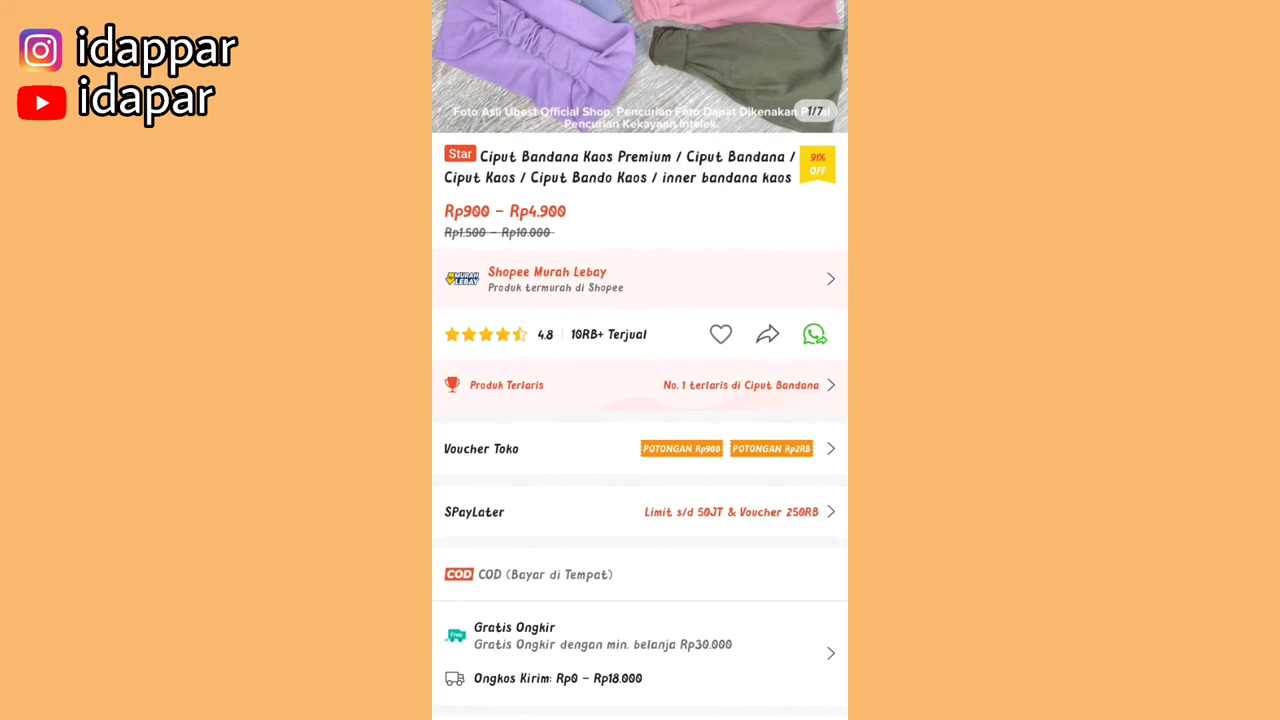 idappar
idapar
Foto Asli Ubest Official Shop, Pencurian Foto Dapat Dikenakan Pasal
Pencurian Kekayaan Intelek.
1/7
Star Ciput Bandana Kaos Premium / Ciput Bandana /
Ciput Kaos / Ciput Bando Kaos / inner bandana kaos
91%
OFF
Rp900 - Rp4.900
Rp1.500 - Rp10.000
MURAH
LEBAY
Shopee Murah Lebay
Produk termurah di Shopee
4.8
10RB+ Terjual
Produk Terlaris
No. 1 terlaris di Ciput Bandana
Voucher Toko
POTONGAN Rp900
POTONGAN Rp2RB
SPayLater
Limit s/d 50JT & Voucher 250RB
COD COD (Bayar di Tempat)
Free
Gratis Ongkir
Gratis Ongkir dengan min. belanja Rp30.000
Ongkos Kirim: Rp0 - Rp18.000